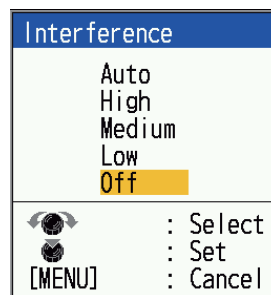 Interference
Auto
High
Medium
Low
Off
: Select
: Set
[MENU] : Cancel